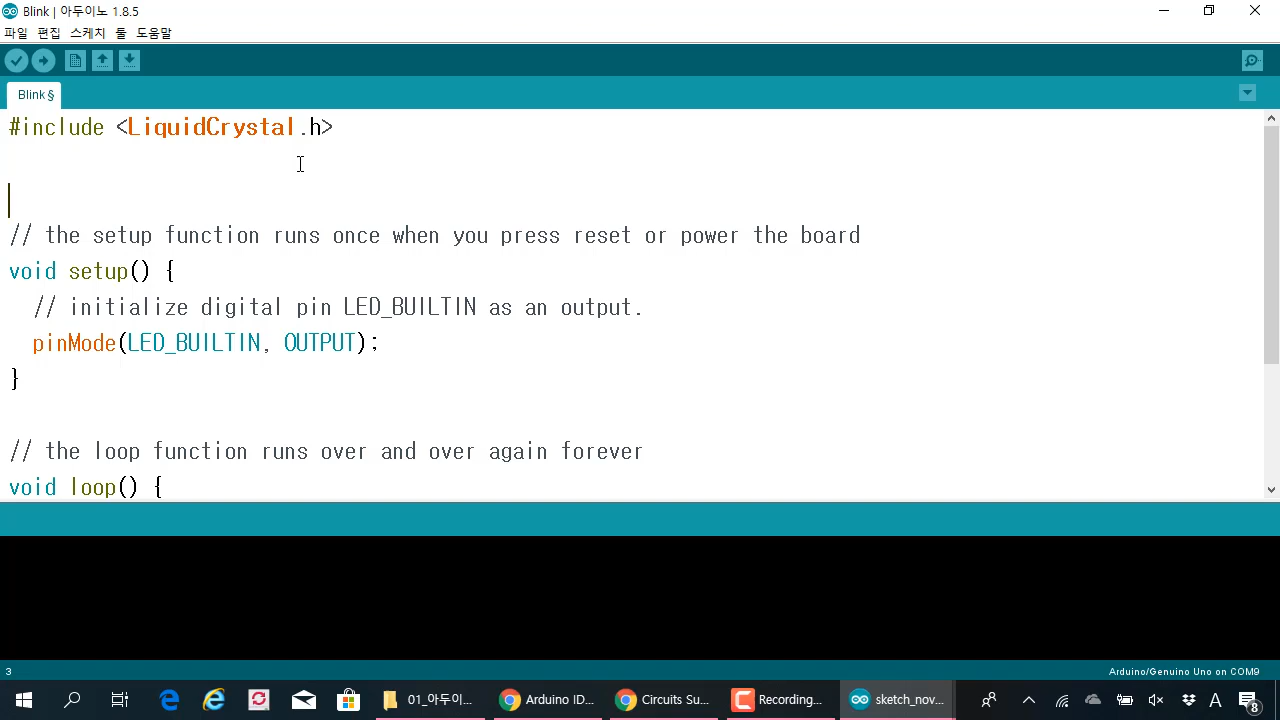 Blink | 아두이노 1.8.5
파일 편집 스케치 툴 도움말
Blink §
#include <LiquidCrystal.h>
// the setup function runs once when you press reset or power the board
void setup() {
// initialize digital pin LED_BUILTIN as an output.
pinMode(LED_BUILTIN, OUTPUT);
}
// the loop function runs over and over again forever
void loop() {
3
Arduino/Genuino Uno on COM9
01_아두이...
Arduino ID...
Circuits Su...
Recording...
sketch_nov...
A
8